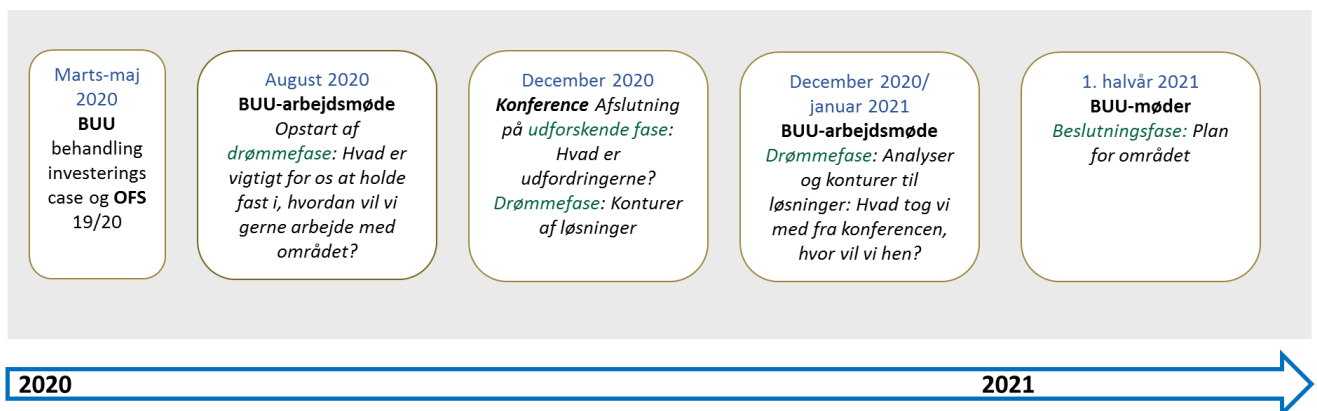 Marts-maj
2020
BUU
behandling
investerings
case og OFS
19/20
August 2020
BUU-arbejdsmøde
Opstart af
drømmefase: Hvad er
vigtigt for os at holde
fast i, hvordan vil vi
gerne arbejde med
området?
December 2020
Konference Afslutning
på udforskende fase:
Hvad er
udfordringerne?
Drømmefase: Konturer
af løsninger
December 2020/
januar 2021
BUU-arbejdsmøde
Drømmefase: Analyser
og konturer til
løsninger: Hvad tog vi
med fra konferencen,
hvor vil vi hen?
1. halvår 2021
BUU-møder
Beslutningsfase: Plan
for området
2020
2021